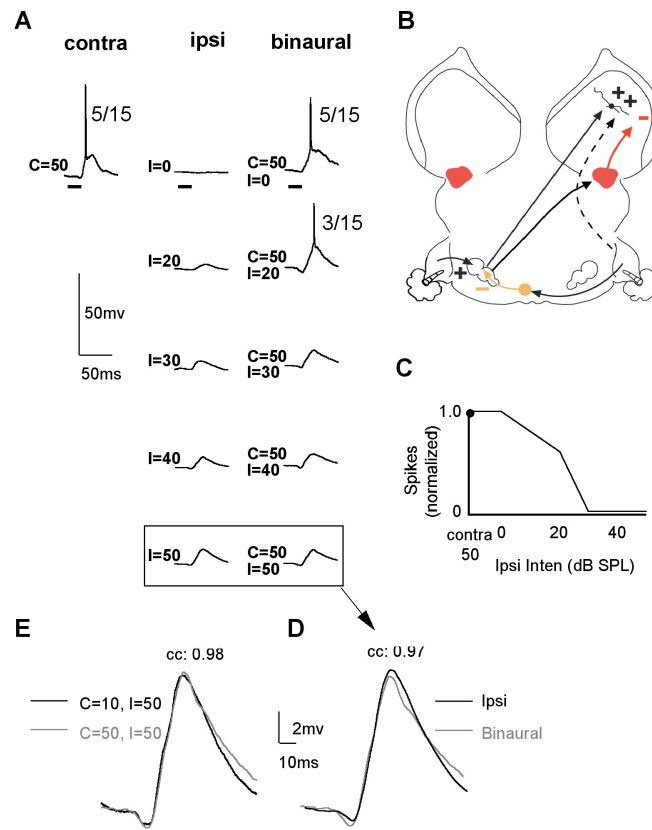 A
contra
ipsi
binaural
5/15
5/15
C=50
I=0
C=50
I=0
3/15
I=20
C=50
I=20
50mv
50ms
I=30
C=50
I=30
I=40
C=50
I=40
I=50
C=50
I=50
B
+
+
-
+
-
C
1.0
Spikes
(normalized)
0
contra
50
0
20
40
Ipsi Inten (dB SPL)
E
cc: 0.98
C=10, I=50
C=50, I=50
2mv
10ms
D
cc: 0.97
Ipsi
Binaural